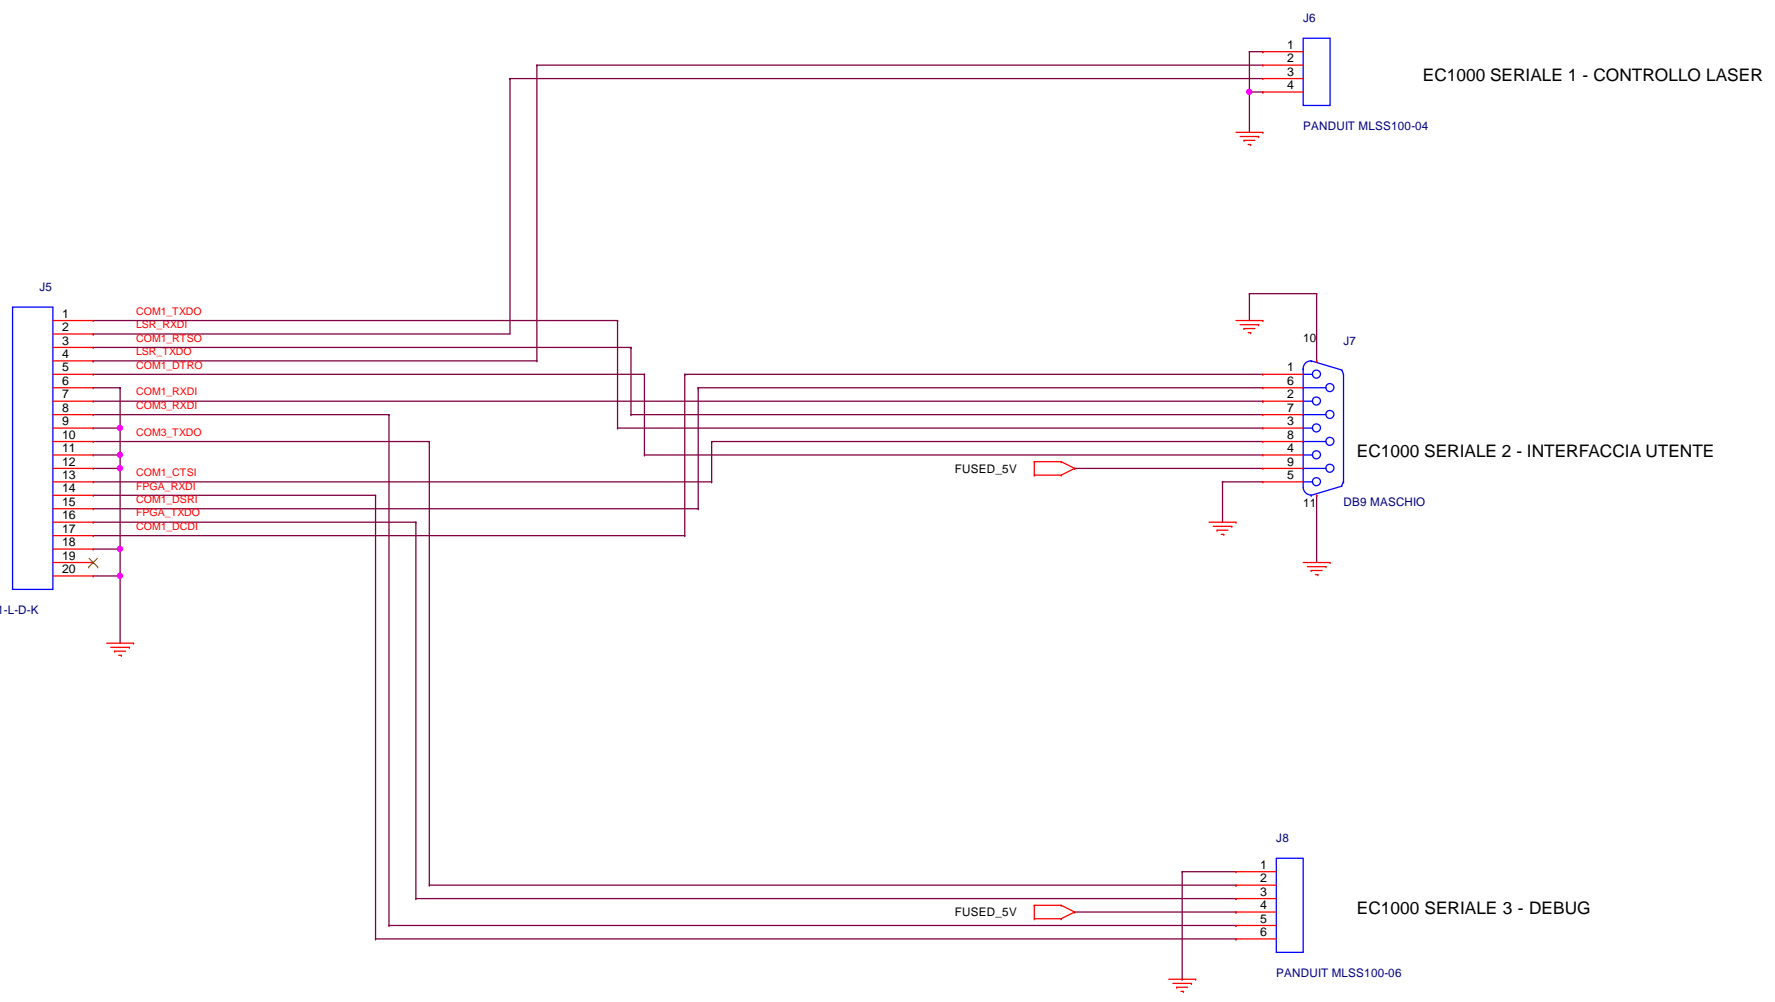 J6
1
2
3
4
EC1000 SERIALE 1 - CONTROLLO LASER
PANDUIT MLSS100-04
J5
1 COM1_TXDO
2 LSR_RXDI
3 COM1_RTSO
4 LSR_TXDO
5 COM1_DTRO
6
7 COM1_RXDI
8 COM3_RXDI
9
10 COM3_TXDO
11
12
13 COM1_CTSI
14 FPGA_RXDI
15 COM1_DSRI
16 FPGA_TXDO
17 COM1_DCDI
18
19
20
L-D-K
10
J7
1
6
2
7
3
8
4
9
5
11
FUSED_5V
EC1000 SERIALE 2 - INTERFACCIA UTENTE
DB9 MASCHIO
J8
1
2
3
4
5
6
FUSED_5V
EC1000 SERIALE 3 - DEBUG
PANDUIT MLSS100-06